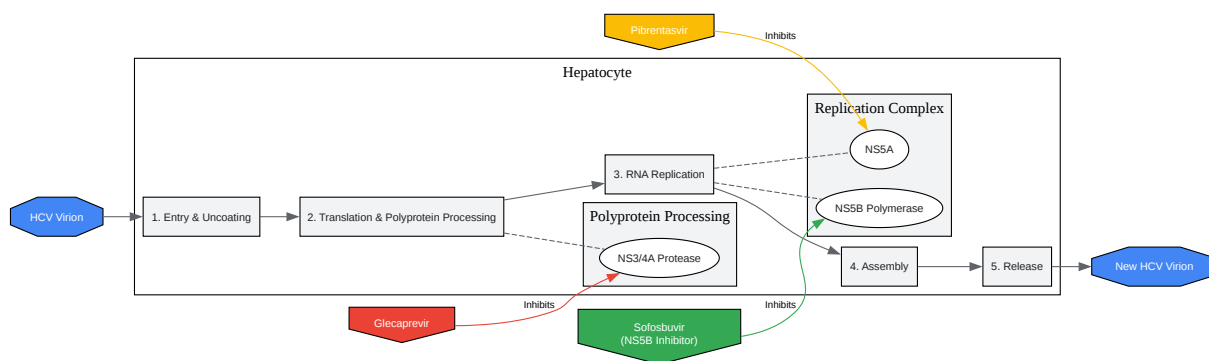 Pibrentasvir
Inhibits
Hepatocyte
Replication Complex
NS5A
3. RNA Replication
HCV Virion
1. Entry & Uncoating
2. Translation & Polyprotein Processing
Polyprotein Processing
NS5B Polymerase
NS3/4A Protease
4. Assembly
5. Release
New HCV Virion
Inhibits
Inhibits
Glecaprevir
Sofosbuvir
(NS5B Inhibitor)